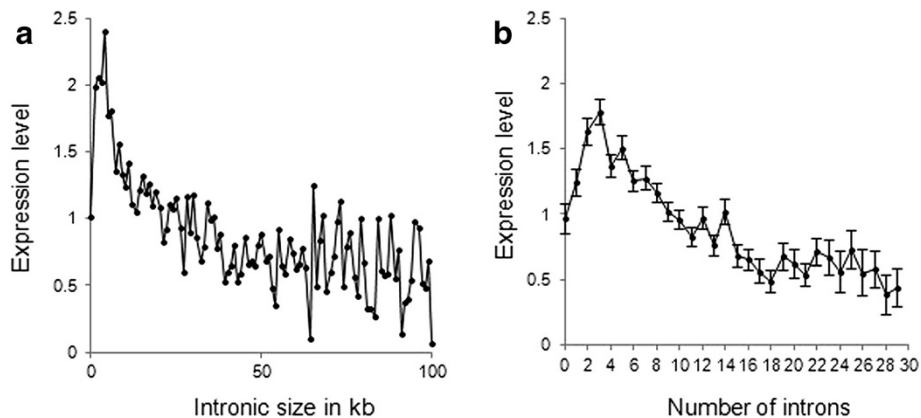 a
Expression level
2.5
2
1.5
1
0.5
0
0 50 100
Intronic size in kb
b
Expression level
2.5
2
1.5
1
0.5
0
0 2 4 6 8 10 12 14 16 18 20 22 24 26 28 30
Number of introns